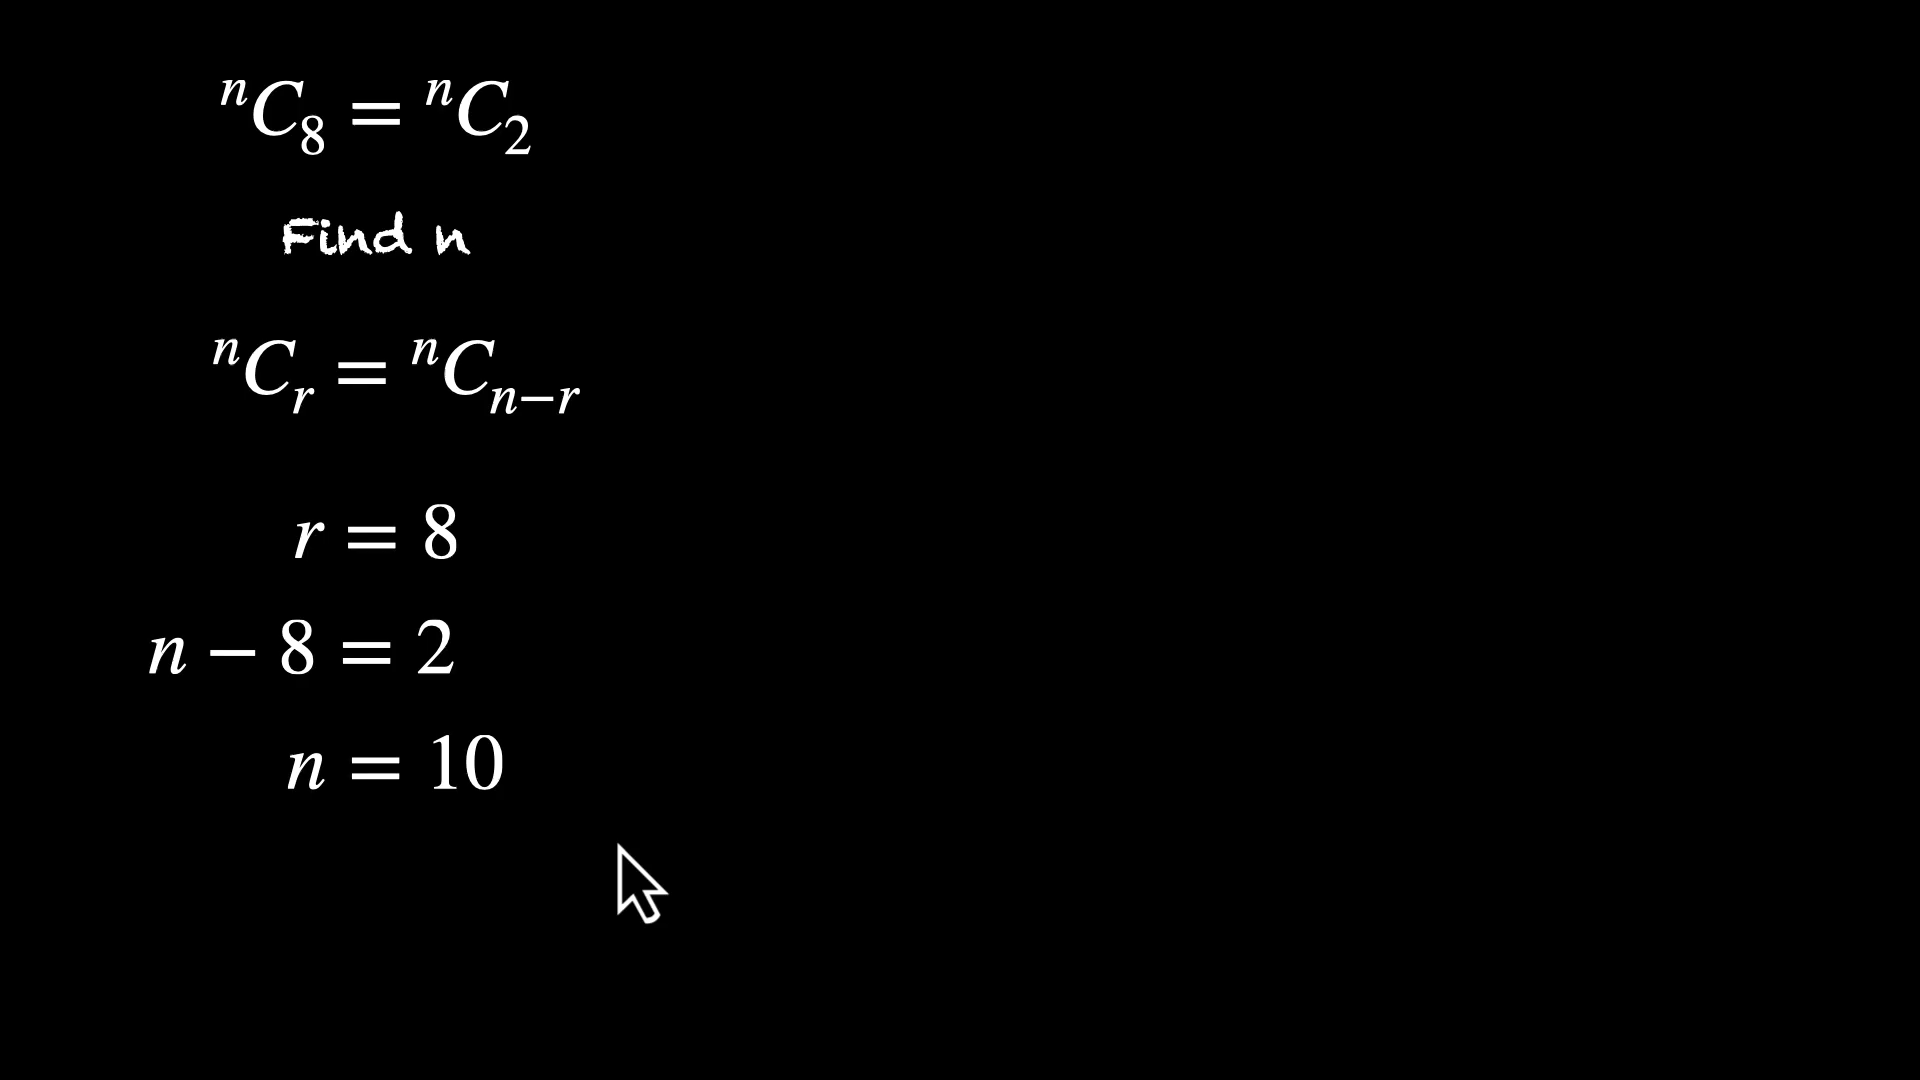 ⁿC₈ = ⁿC₂
Find n
ⁿCᵣ = ⁿCₙ₋ᵣ
r = 8
n − 8 = 2
n = 10